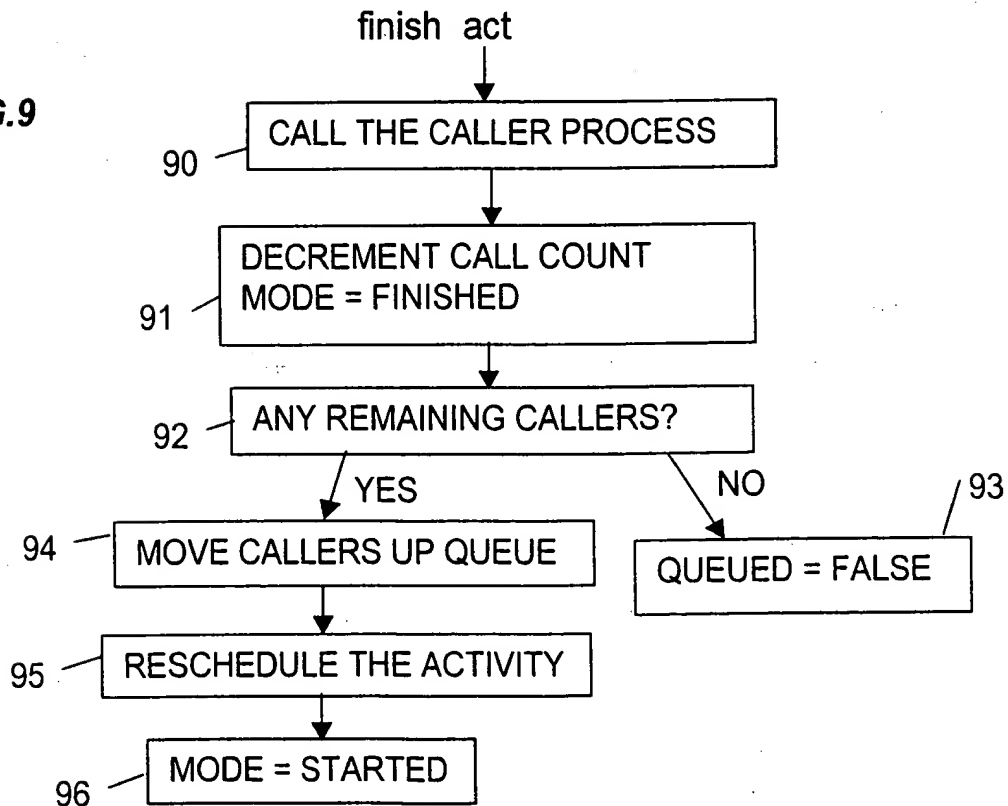 finish act
G.9
CALL THE CALLER PROCESS
90
DECREMENT CALL COUNT
MODE = FINISHED
91
ANY REMAINING CALLERS?
92
YES
NO
93
94
MOVE CALLERS UP QUEUE
QUEUED = FALSE
RESCHEDULE THE ACTIVITY
95
MODE = STARTED
96